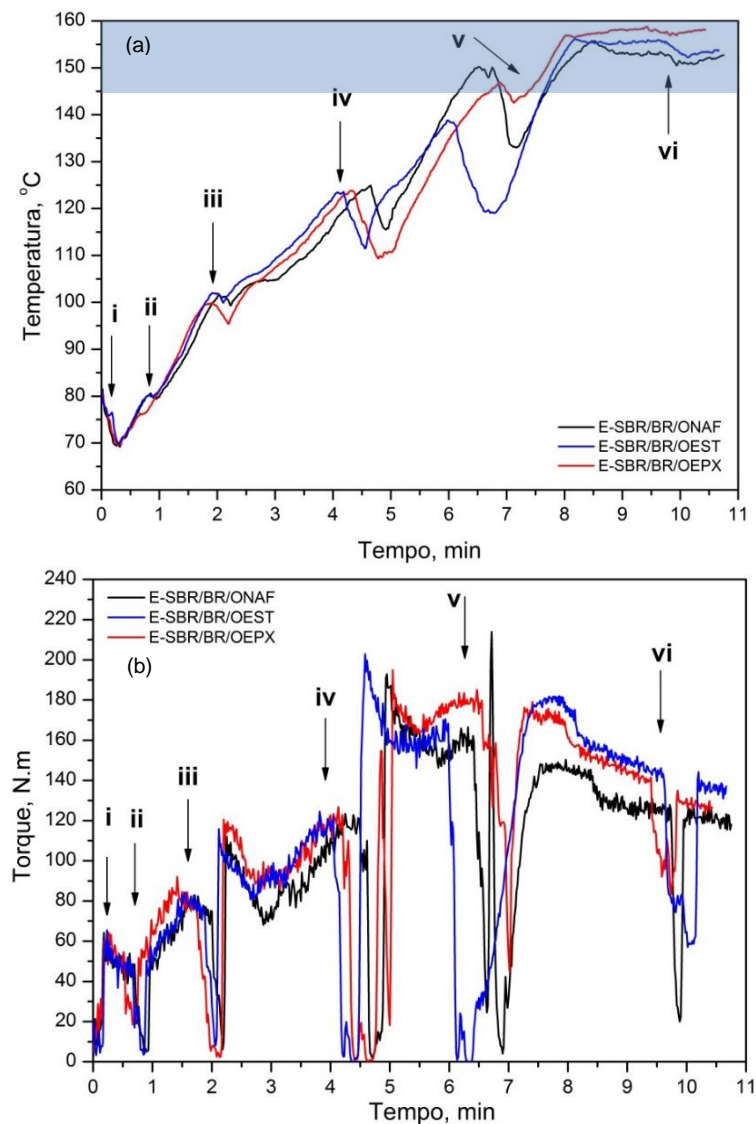 (a)
Temperatura, °C
160
150
140
130
120
110
100
90
80
70
60
i
ii
iii
iv
v
vi
E-SBR/BR/ONAF
E-SBR/BR/OEST
E-SBR/BR/OEPX
0 1 2 3 4 5 6 7 8 9 10 11
Tempo, min
(b)
Torque, N.m
240
220
200
180
160
140
120
100
80
60
40
20
0
E-SBR/BR/ONAF
E-SBR/BR/OEST
E-SBR/BR/OEPX
i
ii
iii
iv
v
vi
0 1 2 3 4 5 6 7 8 9 10 11
Tempo, min